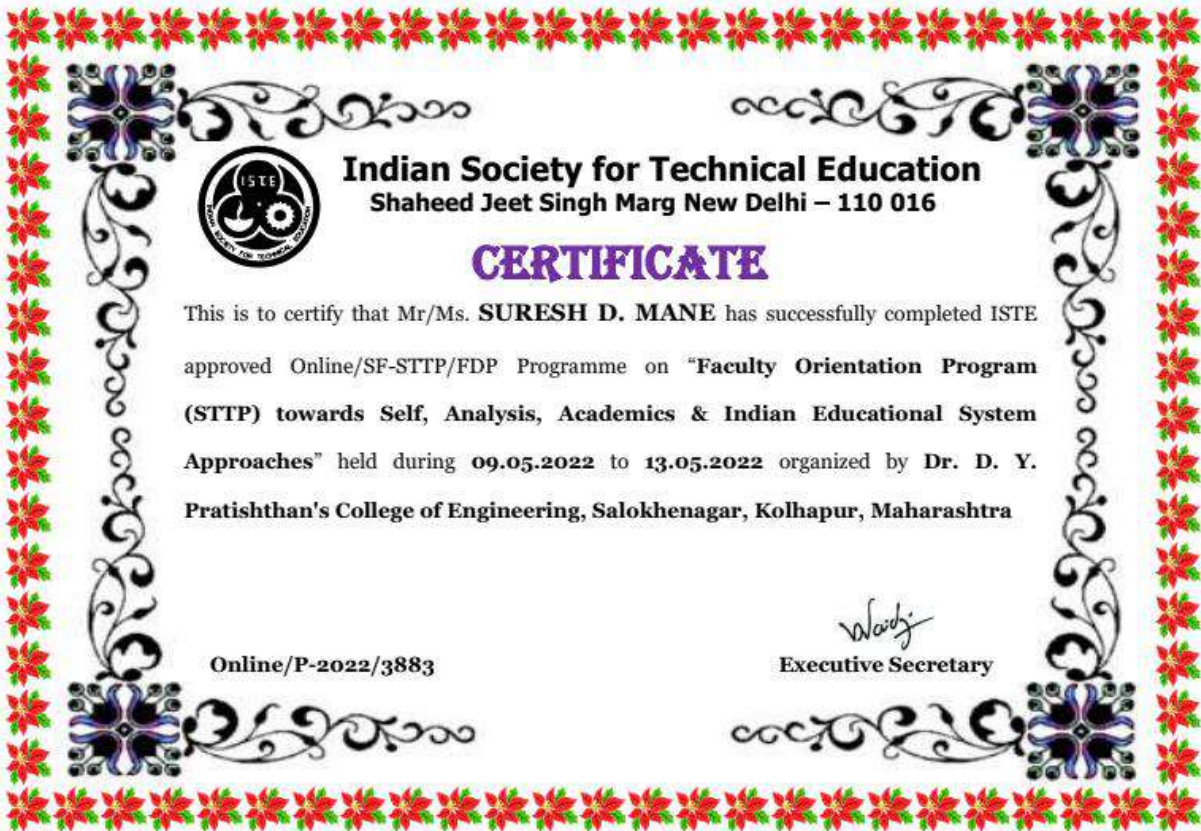 ISTE
INDIAN SOCIETY FOR TECHNICAL EDUCATION
Indian Society for Technical Education
Shaheed Jeet Singh Marg New Delhi – 110 016
CERTIFICATE
This is to certify that Mr/Ms. SURESH D. MANE has successfully completed ISTE
approved Online/SF-STTP/FDP Programme on “Faculty Orientation Program
(STTP) towards Self, Analysis, Academics & Indian Educational System
Approaches” held during 09.05.2022 to 13.05.2022 organized by Dr. D. Y.
Pratishthan's College of Engineering, Salokhenagar, Kolhapur, Maharashtra
Online/P-2022/3883
Executive Secretary